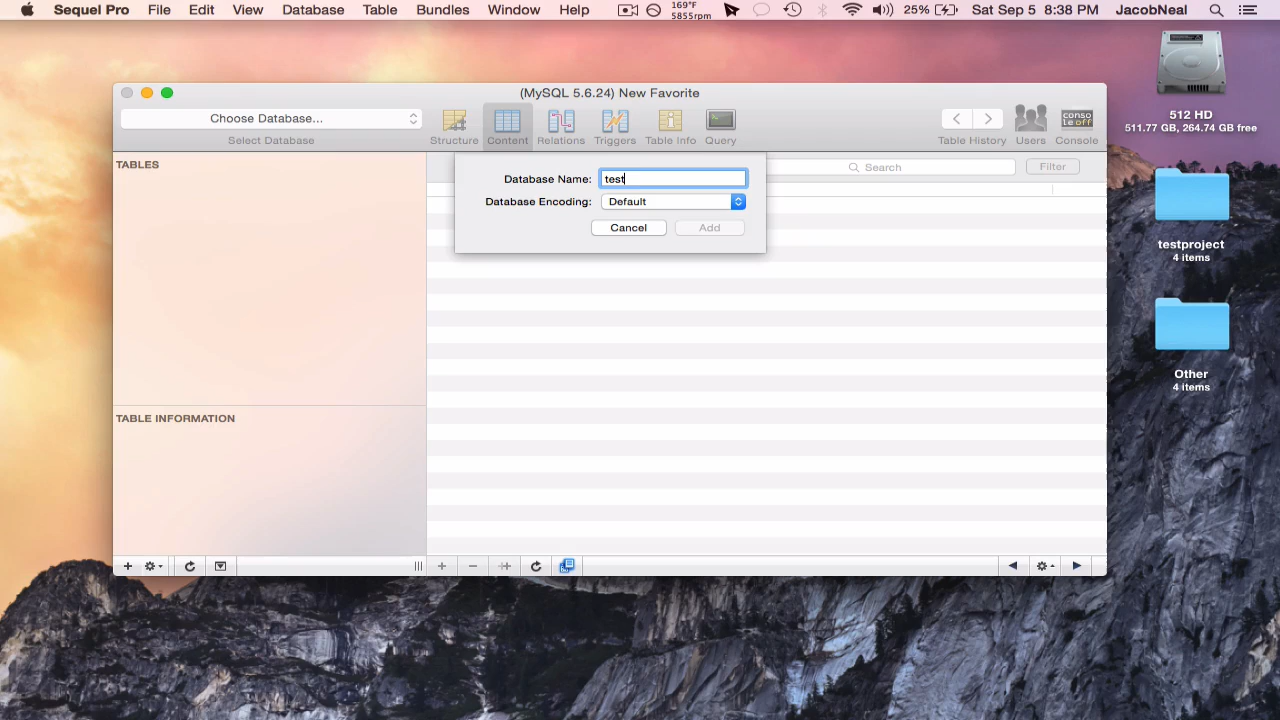 Sequel Pro File Edit View Database Table Bundles Window Help 169°F 5855rpm 25% Sat Sep 5 8:38 PM JacobNeal
(MySQL 5.6.24) New Favorite
Choose Database...
Select Database
Structure Content Relations Triggers Table Info Query
Table History Users Console
conso
le off
TABLES
Search
Filter
Database Name: test
Database Encoding: Default
Cancel Add
TABLE INFORMATION
512 HD
511.77 GB, 264.74 GB free
testproject
4 items
Other
4 items